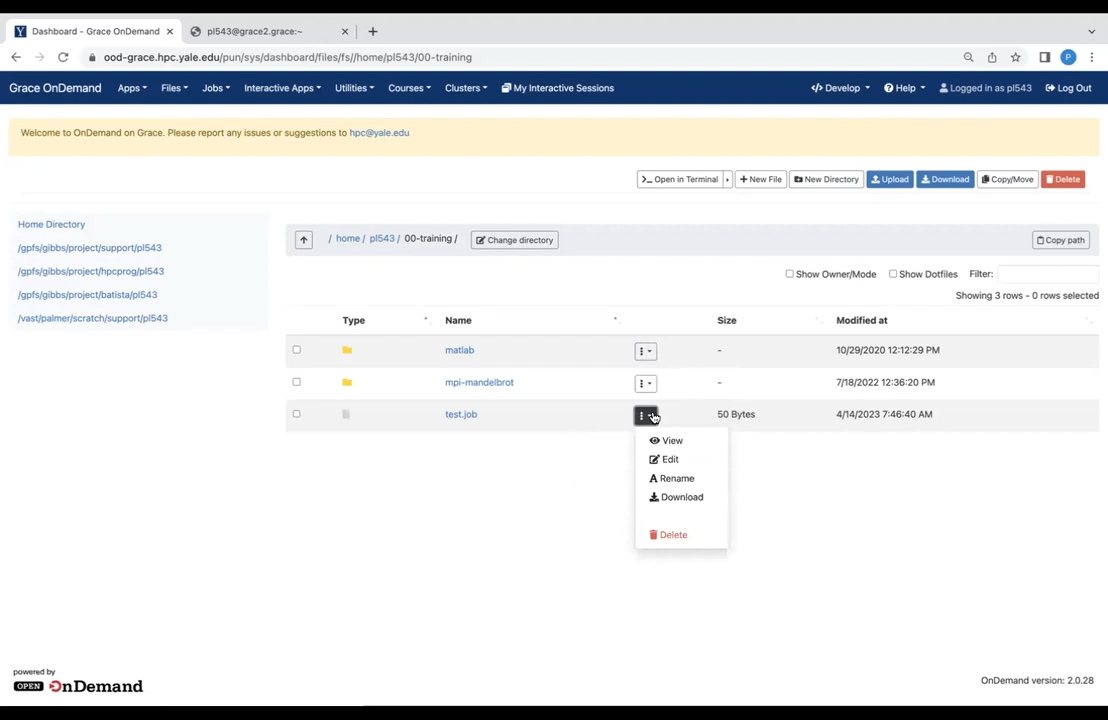 Dashboard - Grace OnDemand
pl543@grace2.grace:~
ood-grace.hpc.yale.edu/pun/sys/dashboard/files/fs//home/pl543/00-training
P
Grace OnDemand Apps Files Jobs Interactive Apps Utilities Courses Clusters My Interactive Sessions Develop Help Logged in as pl543 Log Out
Welcome to OnDemand on Grace. Please report any issues or suggestions to hpc@yale.edu
>_ Open in Terminal + New File New Directory Upload Download Copy/Move Delete
Home Directory
/gpfs/gibbs/project/support/pl543
/gpfs/gibbs/project/hpcprog/pl543
/gpfs/gibbs/project/batista/pl543
/vast/palmer/scratch/support/pl543
/ home / pl543 / 00-training / Change directory Copy path
Show Owner/Mode Show Dotfiles Filter:
Showing 3 rows - 0 rows selected
Type Name Size Modified at
matlab - 10/29/2020 12:12:29 PM
mpi-mandelbrot - 7/18/2022 12:36:20 PM
test.job 50 Bytes 4/14/2023 7:46:40 AM
View
Edit
Rename
Download
Delete
powered by
OPEN OnDemand
OnDemand version: 2.0.28